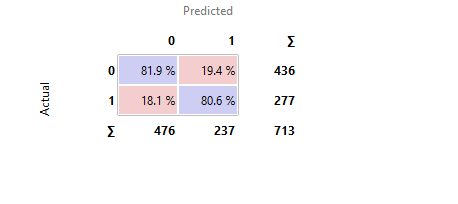 Predicted
0 1 ∑
Actual
0 81.9 % 19.4 % 436
1 18.1 % 80.6 % 277
∑ 476 237 713